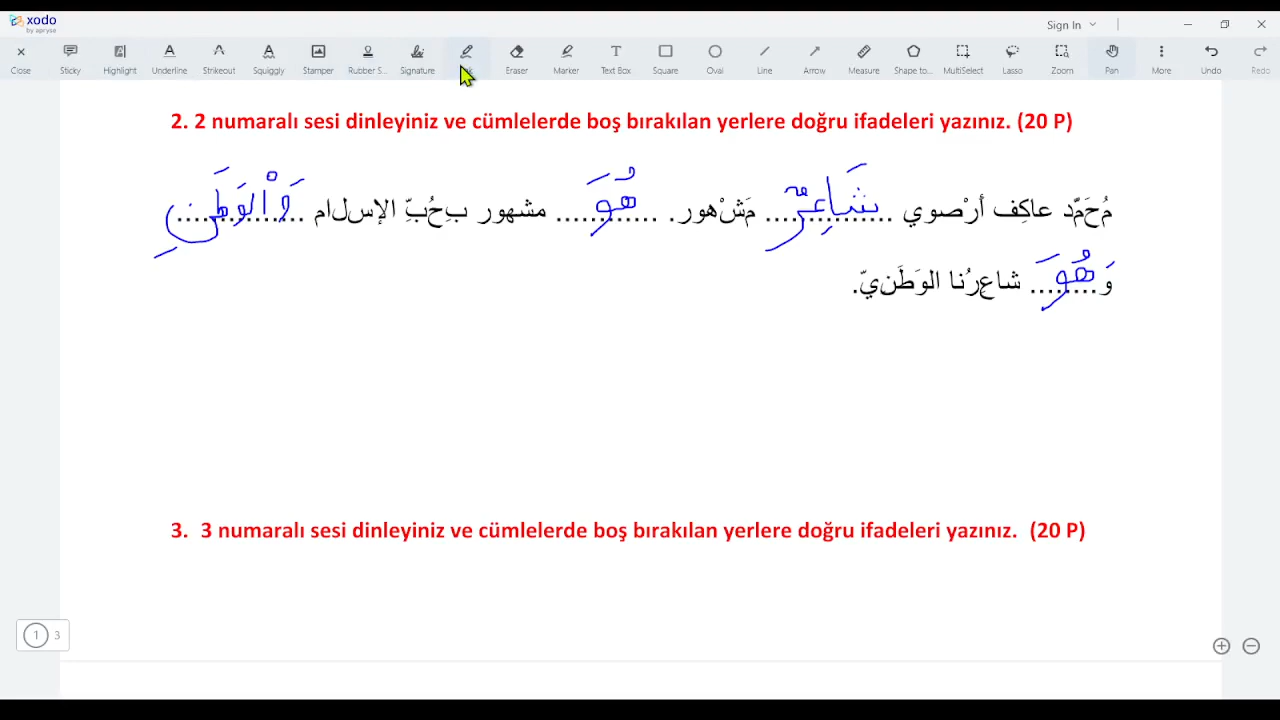 xodo
by apryse
Sign In
Close Sticky Highlight Underline Strikeout Squiggly Stamper Rubber S... Signature Eraser Marker Text Box Square Oval Line Arrow Measure Shape to... MultiSelect Lasso Zoom Pan More Undo Redo
2. 2 numaralı sesi dinleyiniz ve cümlelerde boş bırakılan yerlere doğru ifadeleri yazınız. (20 P)
مُحَمَّد عاكِف أرْصوي شَاعِرٌ مَشْهور. هُوَ مشهور بِحُبِّ الإسلام وَالْوَطَنِ
وَهُوَ شاعِرُنا الوَطَنيّ.
3. 3 numaralı sesi dinleyiniz ve cümlelerde boş bırakılan yerlere doğru ifadeleri yazınız. (20 P)
1 3